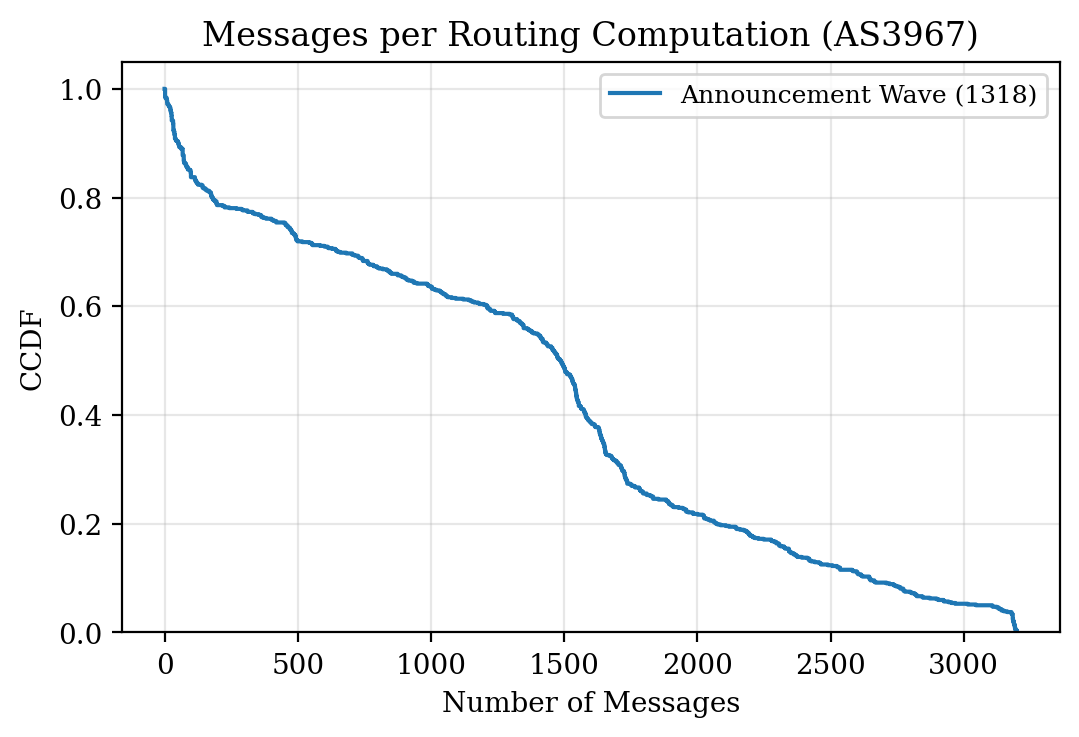 Messages per Routing Computation (AS3967)
Announcement Wave (1318)
CCDF
1.0
0.8
0.6
0.4
0.2
0.0
0 500 1000 1500 2000 2500 3000
Number of Messages